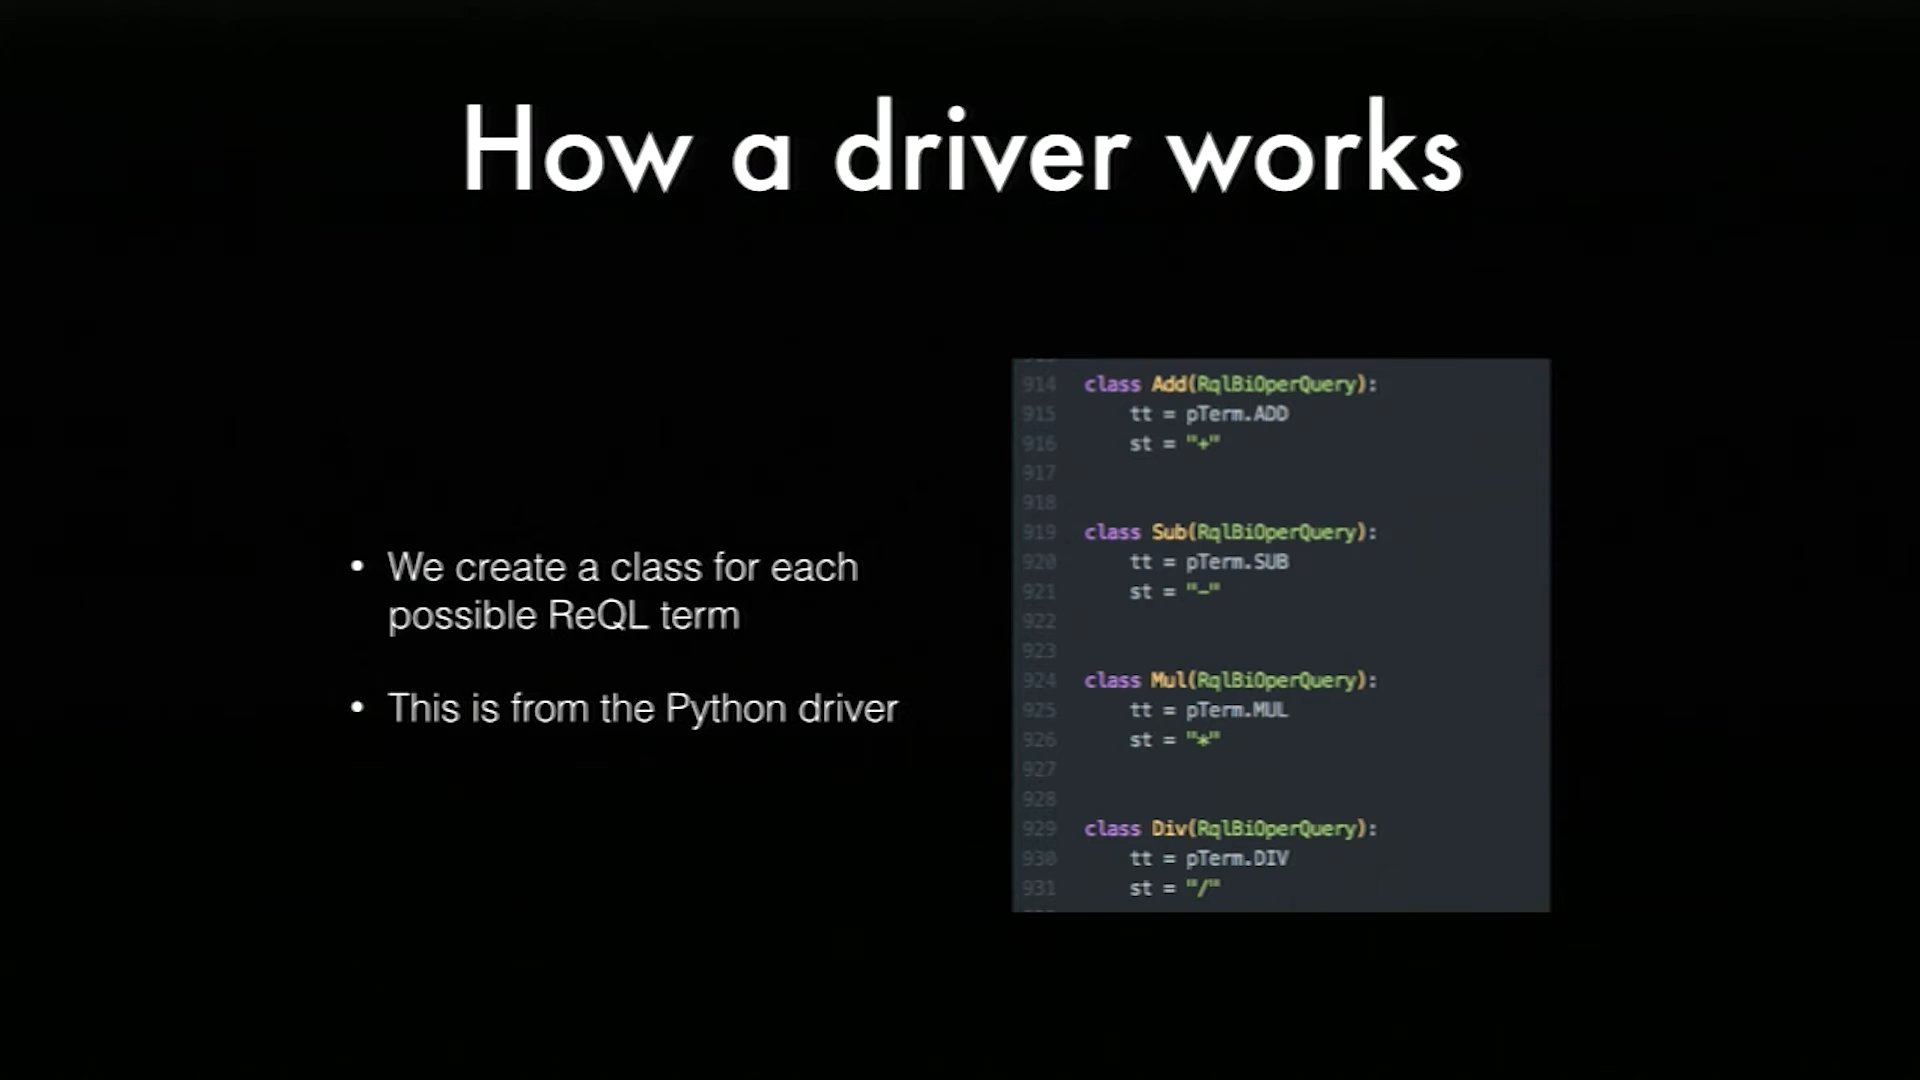 How a driver works
• We create a class for each
possible ReQL term
• This is from the Python driver
914 class Add(RqlBiOperQuery):
915 tt = pTerm.ADD
916 st = "+"
917
918
919 class Sub(RqlBiOperQuery):
920 tt = pTerm.SUB
921 st = "-"
922
923
924 class Mul(RqlBiOperQuery):
925 tt = pTerm.MUL
926 st = "*"
927
928
929 class Div(RqlBiOperQuery):
930 tt = pTerm.DIV
931 st = "/"